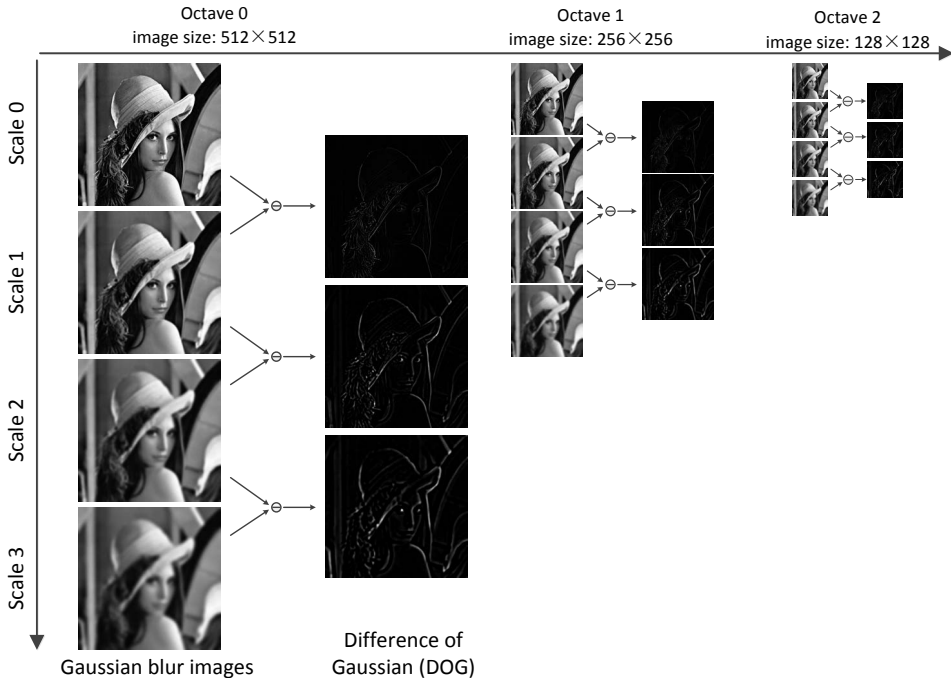 Octave 0
image size: 512×512
Octave 1
image size: 256×256
Octave 2
image size: 128×128
Scale 0
Scale 1
Scale 2
Scale 3
Gaussian blur images
Difference of
Gaussian (DOG)